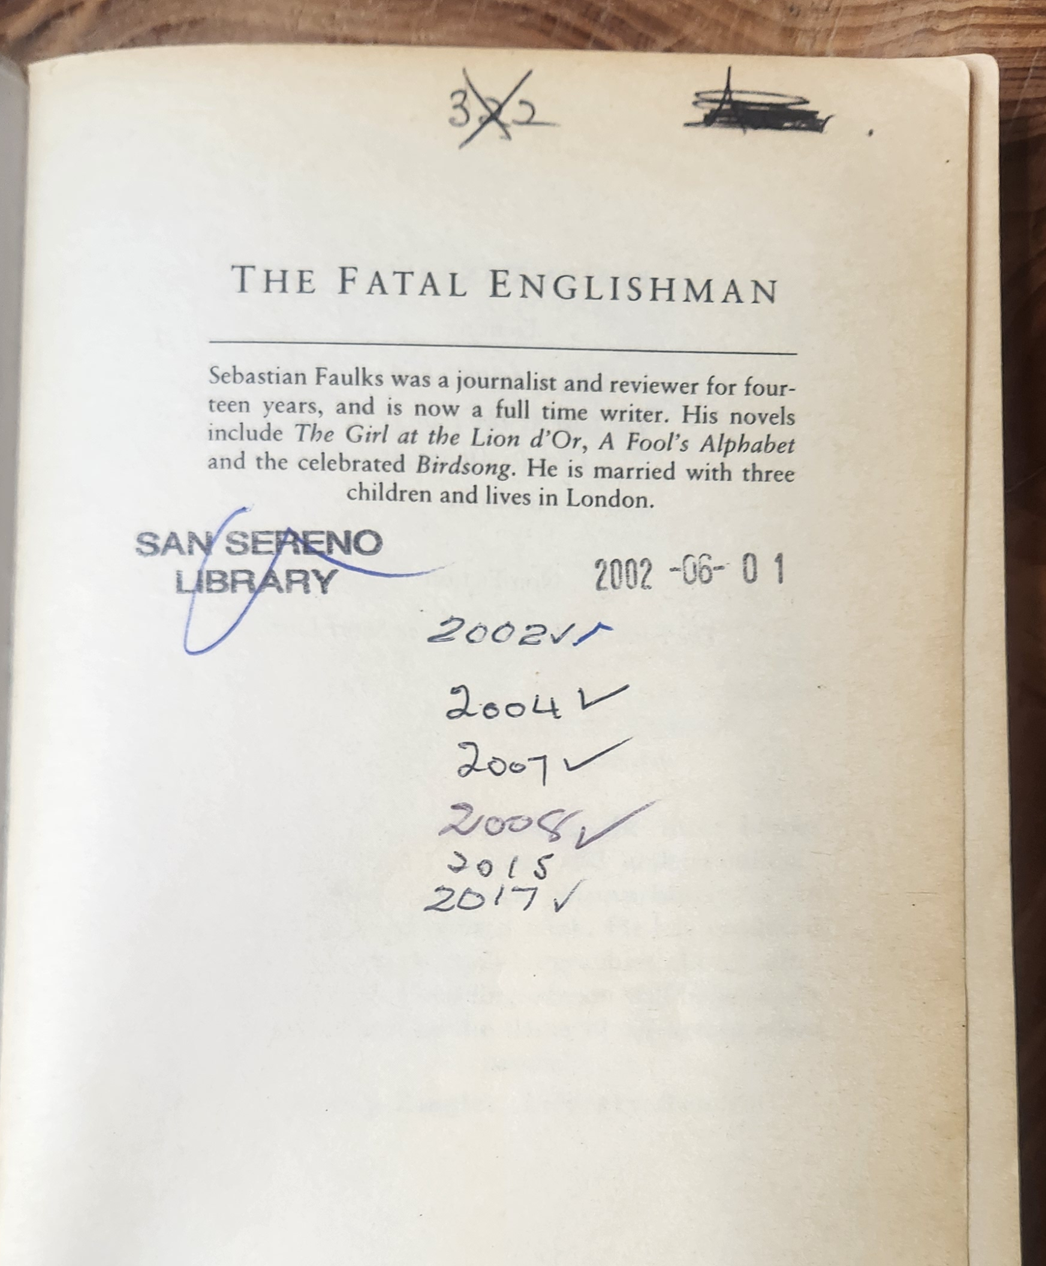 322
THE FATAL ENGLISHMAN
Sebastian Faulks was a journalist and reviewer for four-
teen years, and is now a full time writer. His novels
include The Girl at the Lion d'Or, A Fool's Alphabet
and the celebrated Birdsong. He is married with three
children and lives in London.
SAN SERENO
LIBRARY
2002 -06- 01
2002 ✓✓
2004 ✓
2007 ✓
2008 ✓
2015
2017 ✓